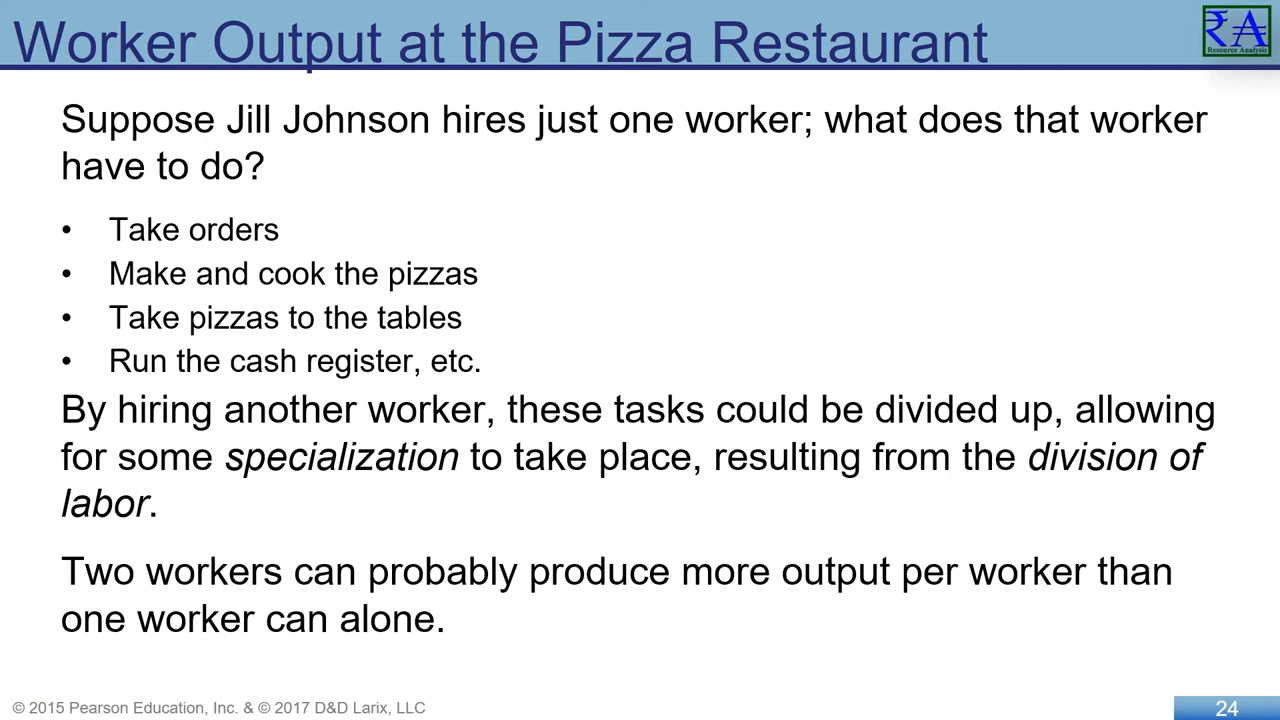 Worker Output at the Pizza Restaurant
₹A
Resource Analysis
Suppose Jill Johnson hires just one worker; what does that worker
have to do?
• Take orders
• Make and cook the pizzas
• Take pizzas to the tables
• Run the cash register, etc.
By hiring another worker, these tasks could be divided up, allowing
for some specialization to take place, resulting from the division of
labor.
Two workers can probably produce more output per worker than
one worker can alone.
© 2015 Pearson Education, Inc. & © 2017 D&D Larix, LLC
24